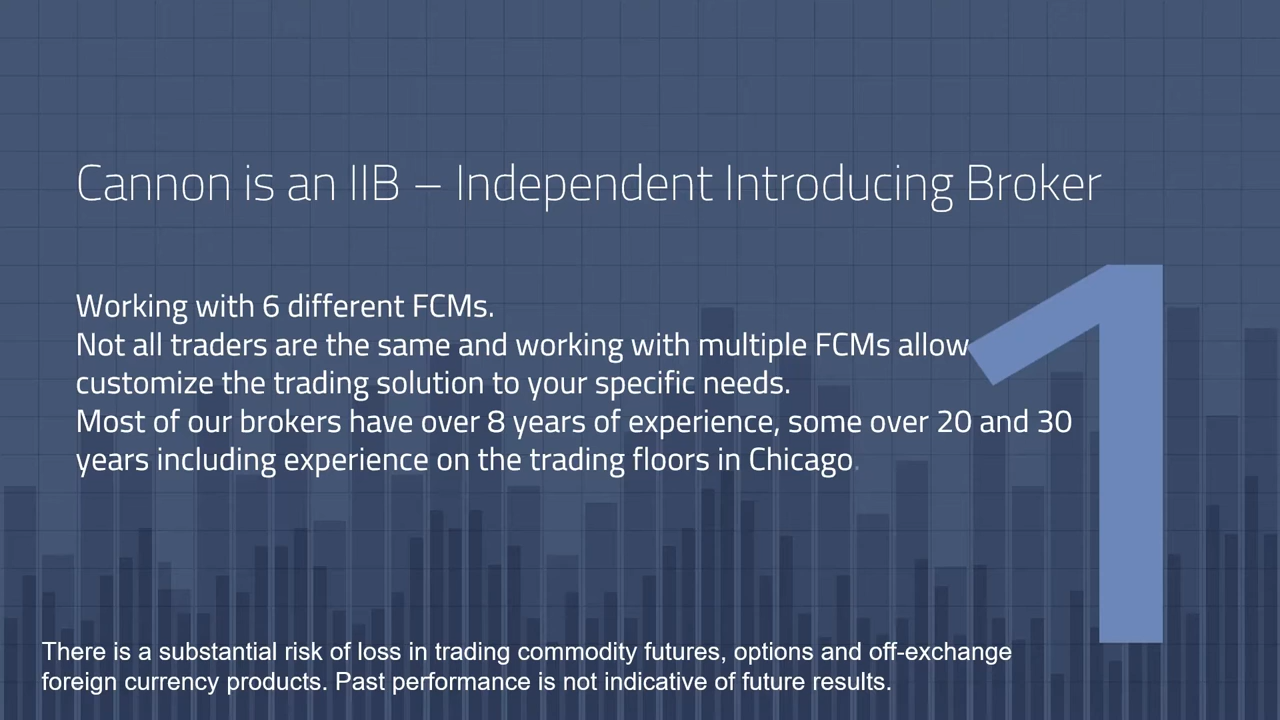 Cannon is an IIB – Independent Introducing Broker
Working with 6 different FCMs.
Not all traders are the same and working with multiple FCMs allow
customize the trading solution to your specific needs.
Most of our brokers have over 8 years of experience, some over 20 and 30
years including experience on the trading floors in Chicago.
1
There is a substantial risk of loss in trading commodity futures, options and off-exchange
foreign currency products. Past performance is not indicative of future results.